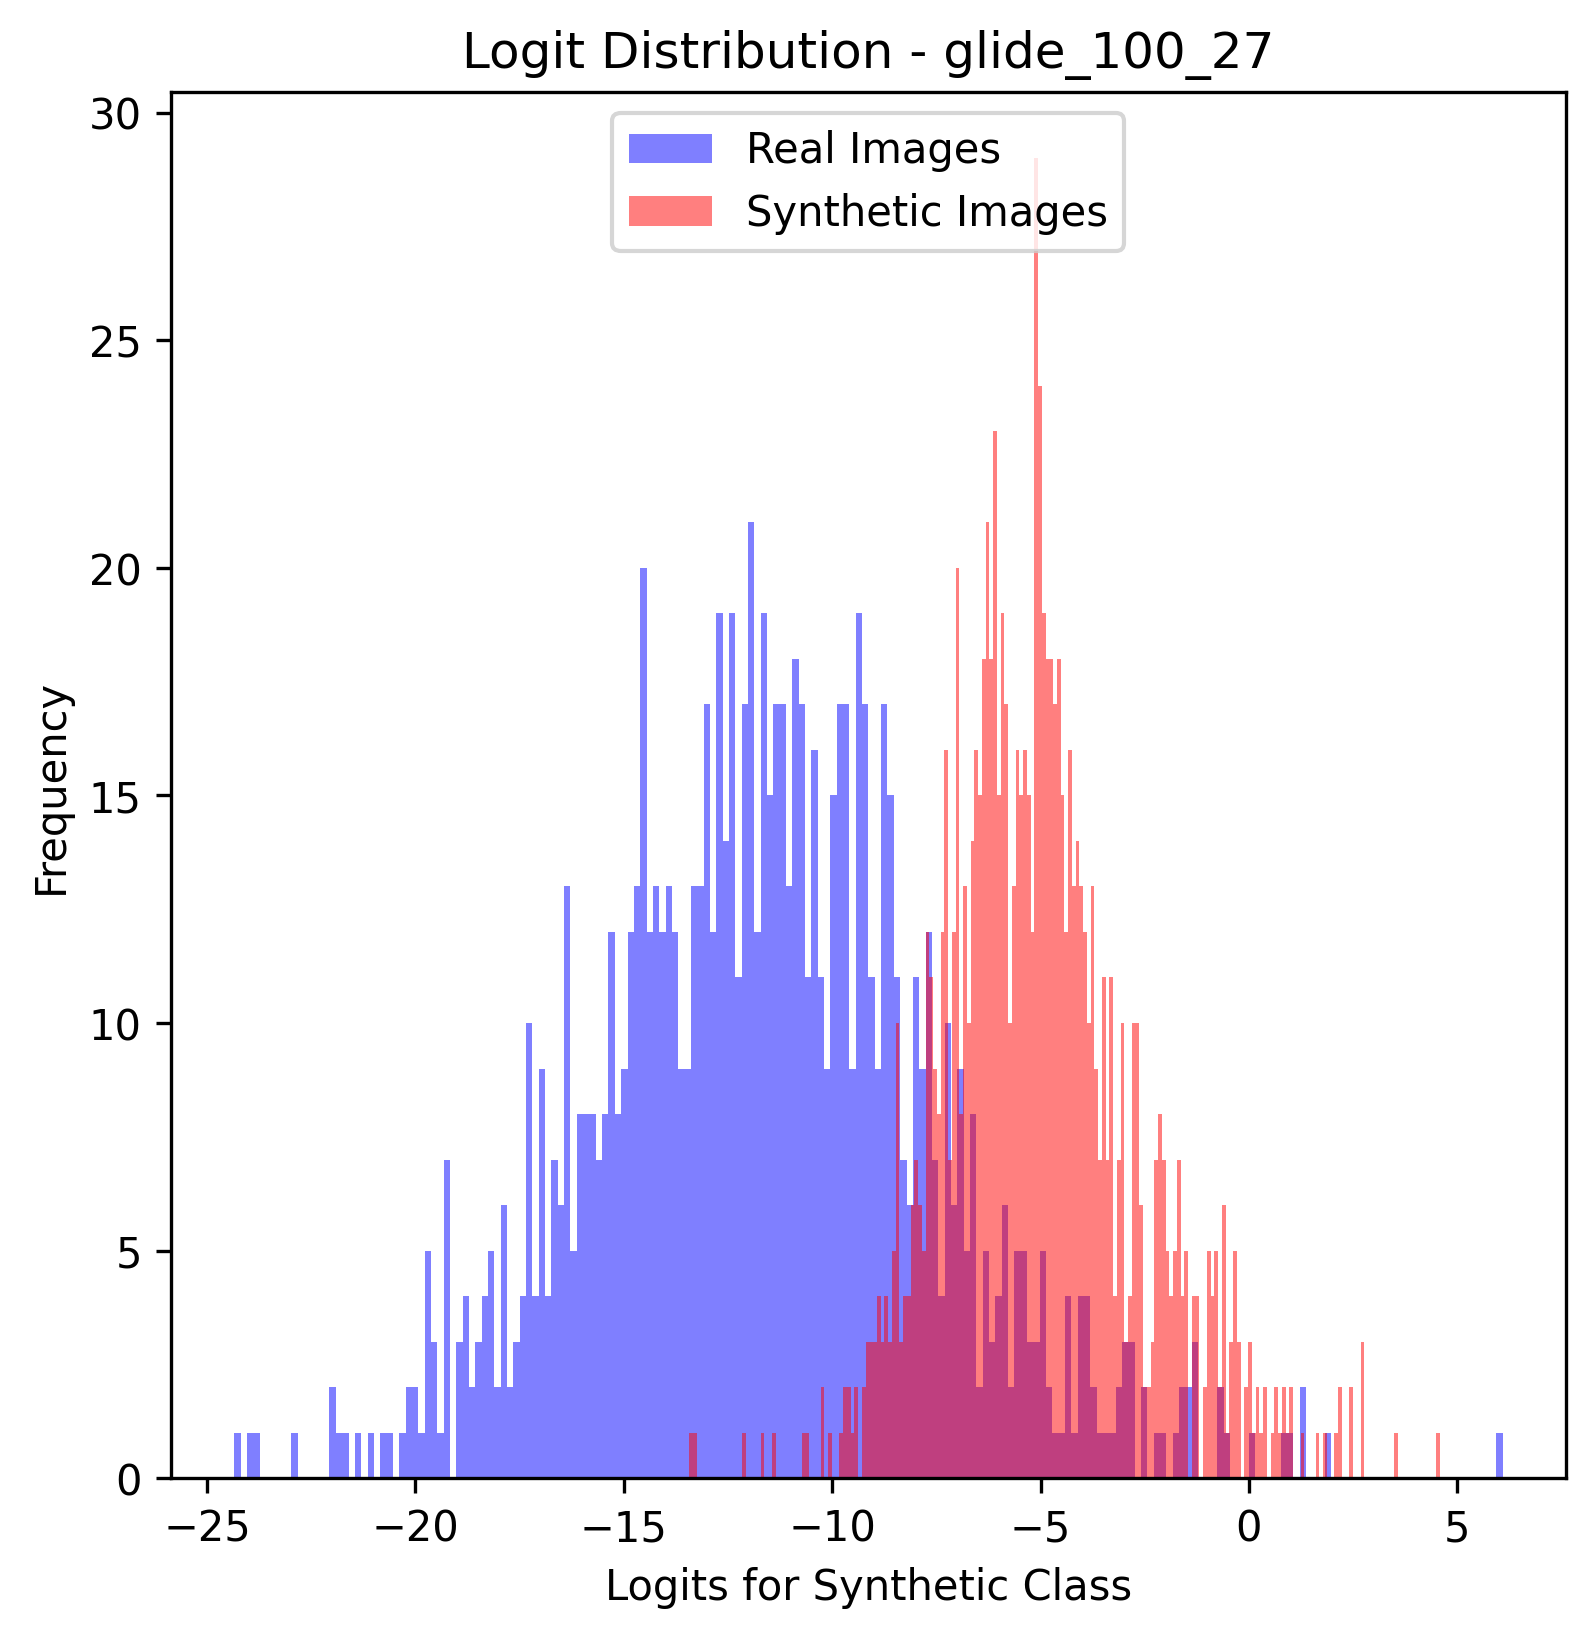 Logit Distribution - glide_100_27
Real Images
Synthetic Images
30
25
20
15
10
5
0
Frequency
−25
−20
−15
−10
−5
0
5
Logits for Synthetic Class